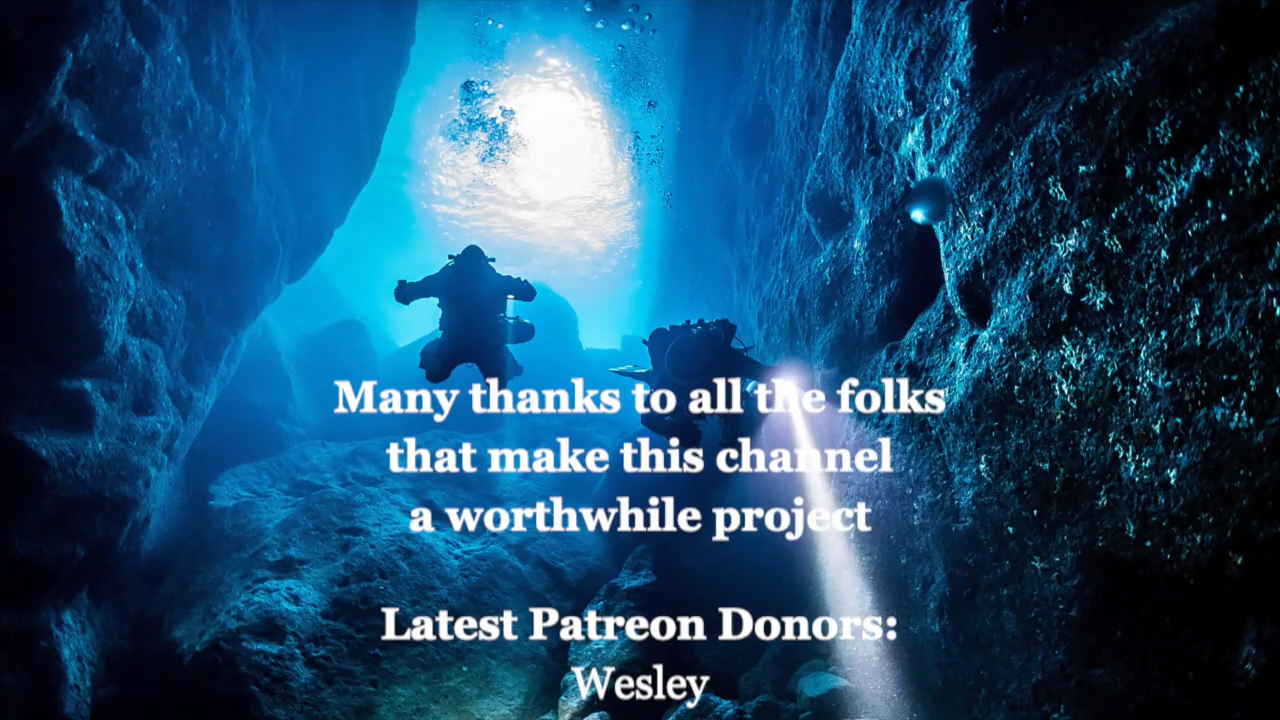 Many thanks to all the folks
that make this channel
a worthwhile project
Latest Patreon Donors:
Wesley